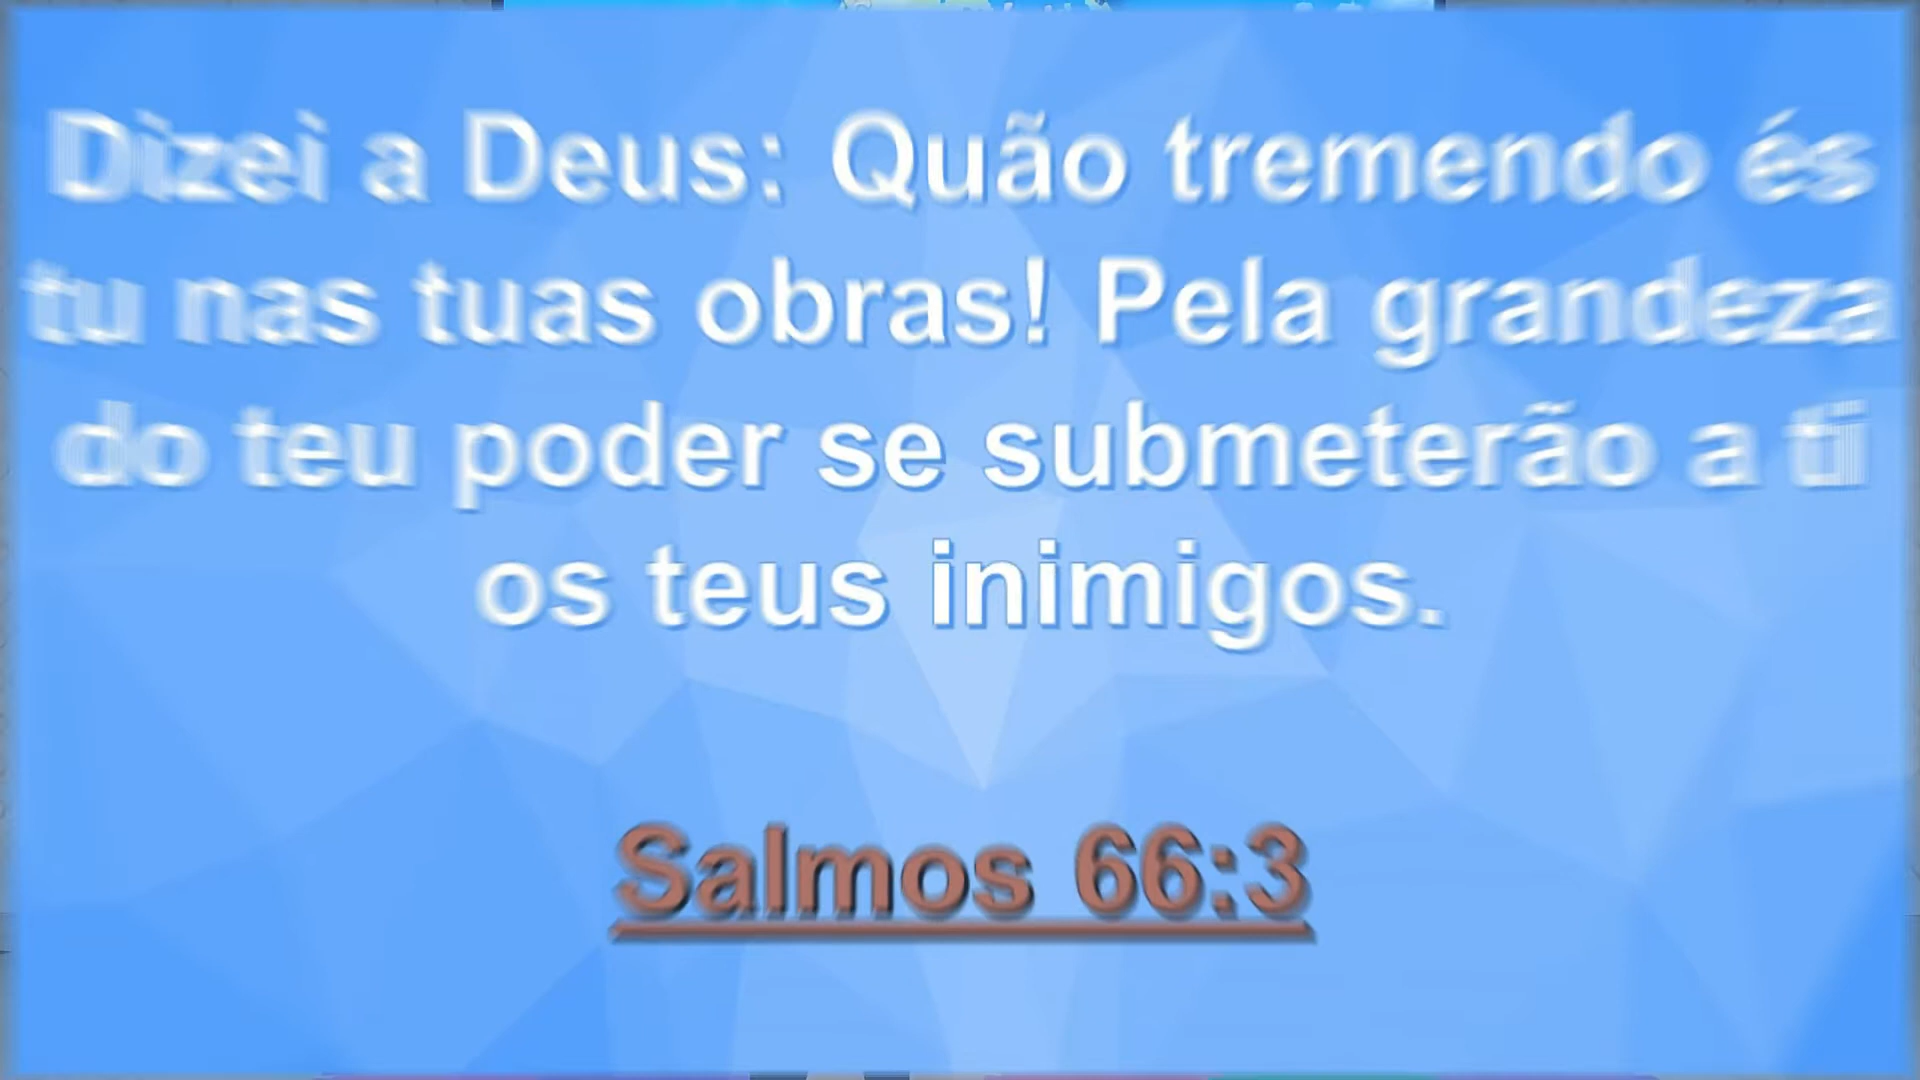 Dizei a Deus: Quão tremendo és
tu nas tuas obras! Pela grandeza
do teu poder se submeterão a ti
os teus inimigos.
Salmos 66:3